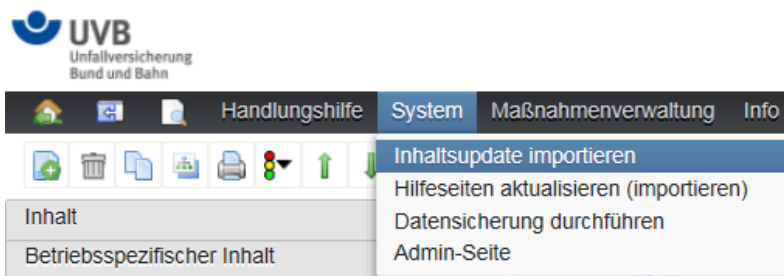 UVB
Unfallversicherung
Bund und Bahn
Handlungshilfe System Maßnahmenverwaltung Info
Inhaltsupdate importieren
Hilfeseiten aktualisieren (importieren)
Datensicherung durchführen
Admin-Seite
Inhalt
Betriebsspezifischer Inhalt